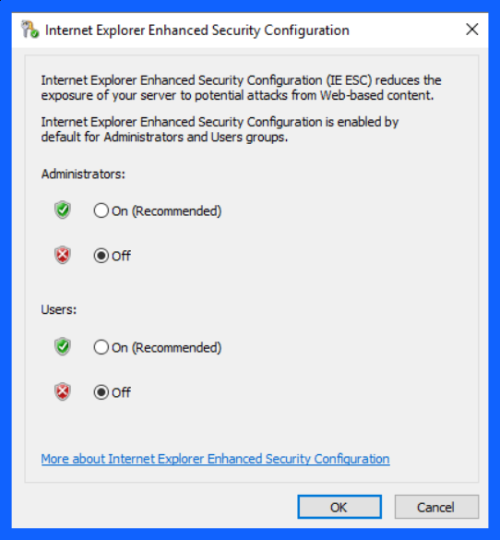 Internet Explorer Enhanced Security Configuration
Internet Explorer Enhanced Security Configuration (IE ESC) reduces the
exposure of your server to potential attacks from Web-based content.
Internet Explorer Enhanced Security Configuration is enabled by
default for Administrators and Users groups.
Administrators:
On (Recommended)
Off
Users:
On (Recommended)
Off
More about Internet Explorer Enhanced Security Configuration
OK
Cancel